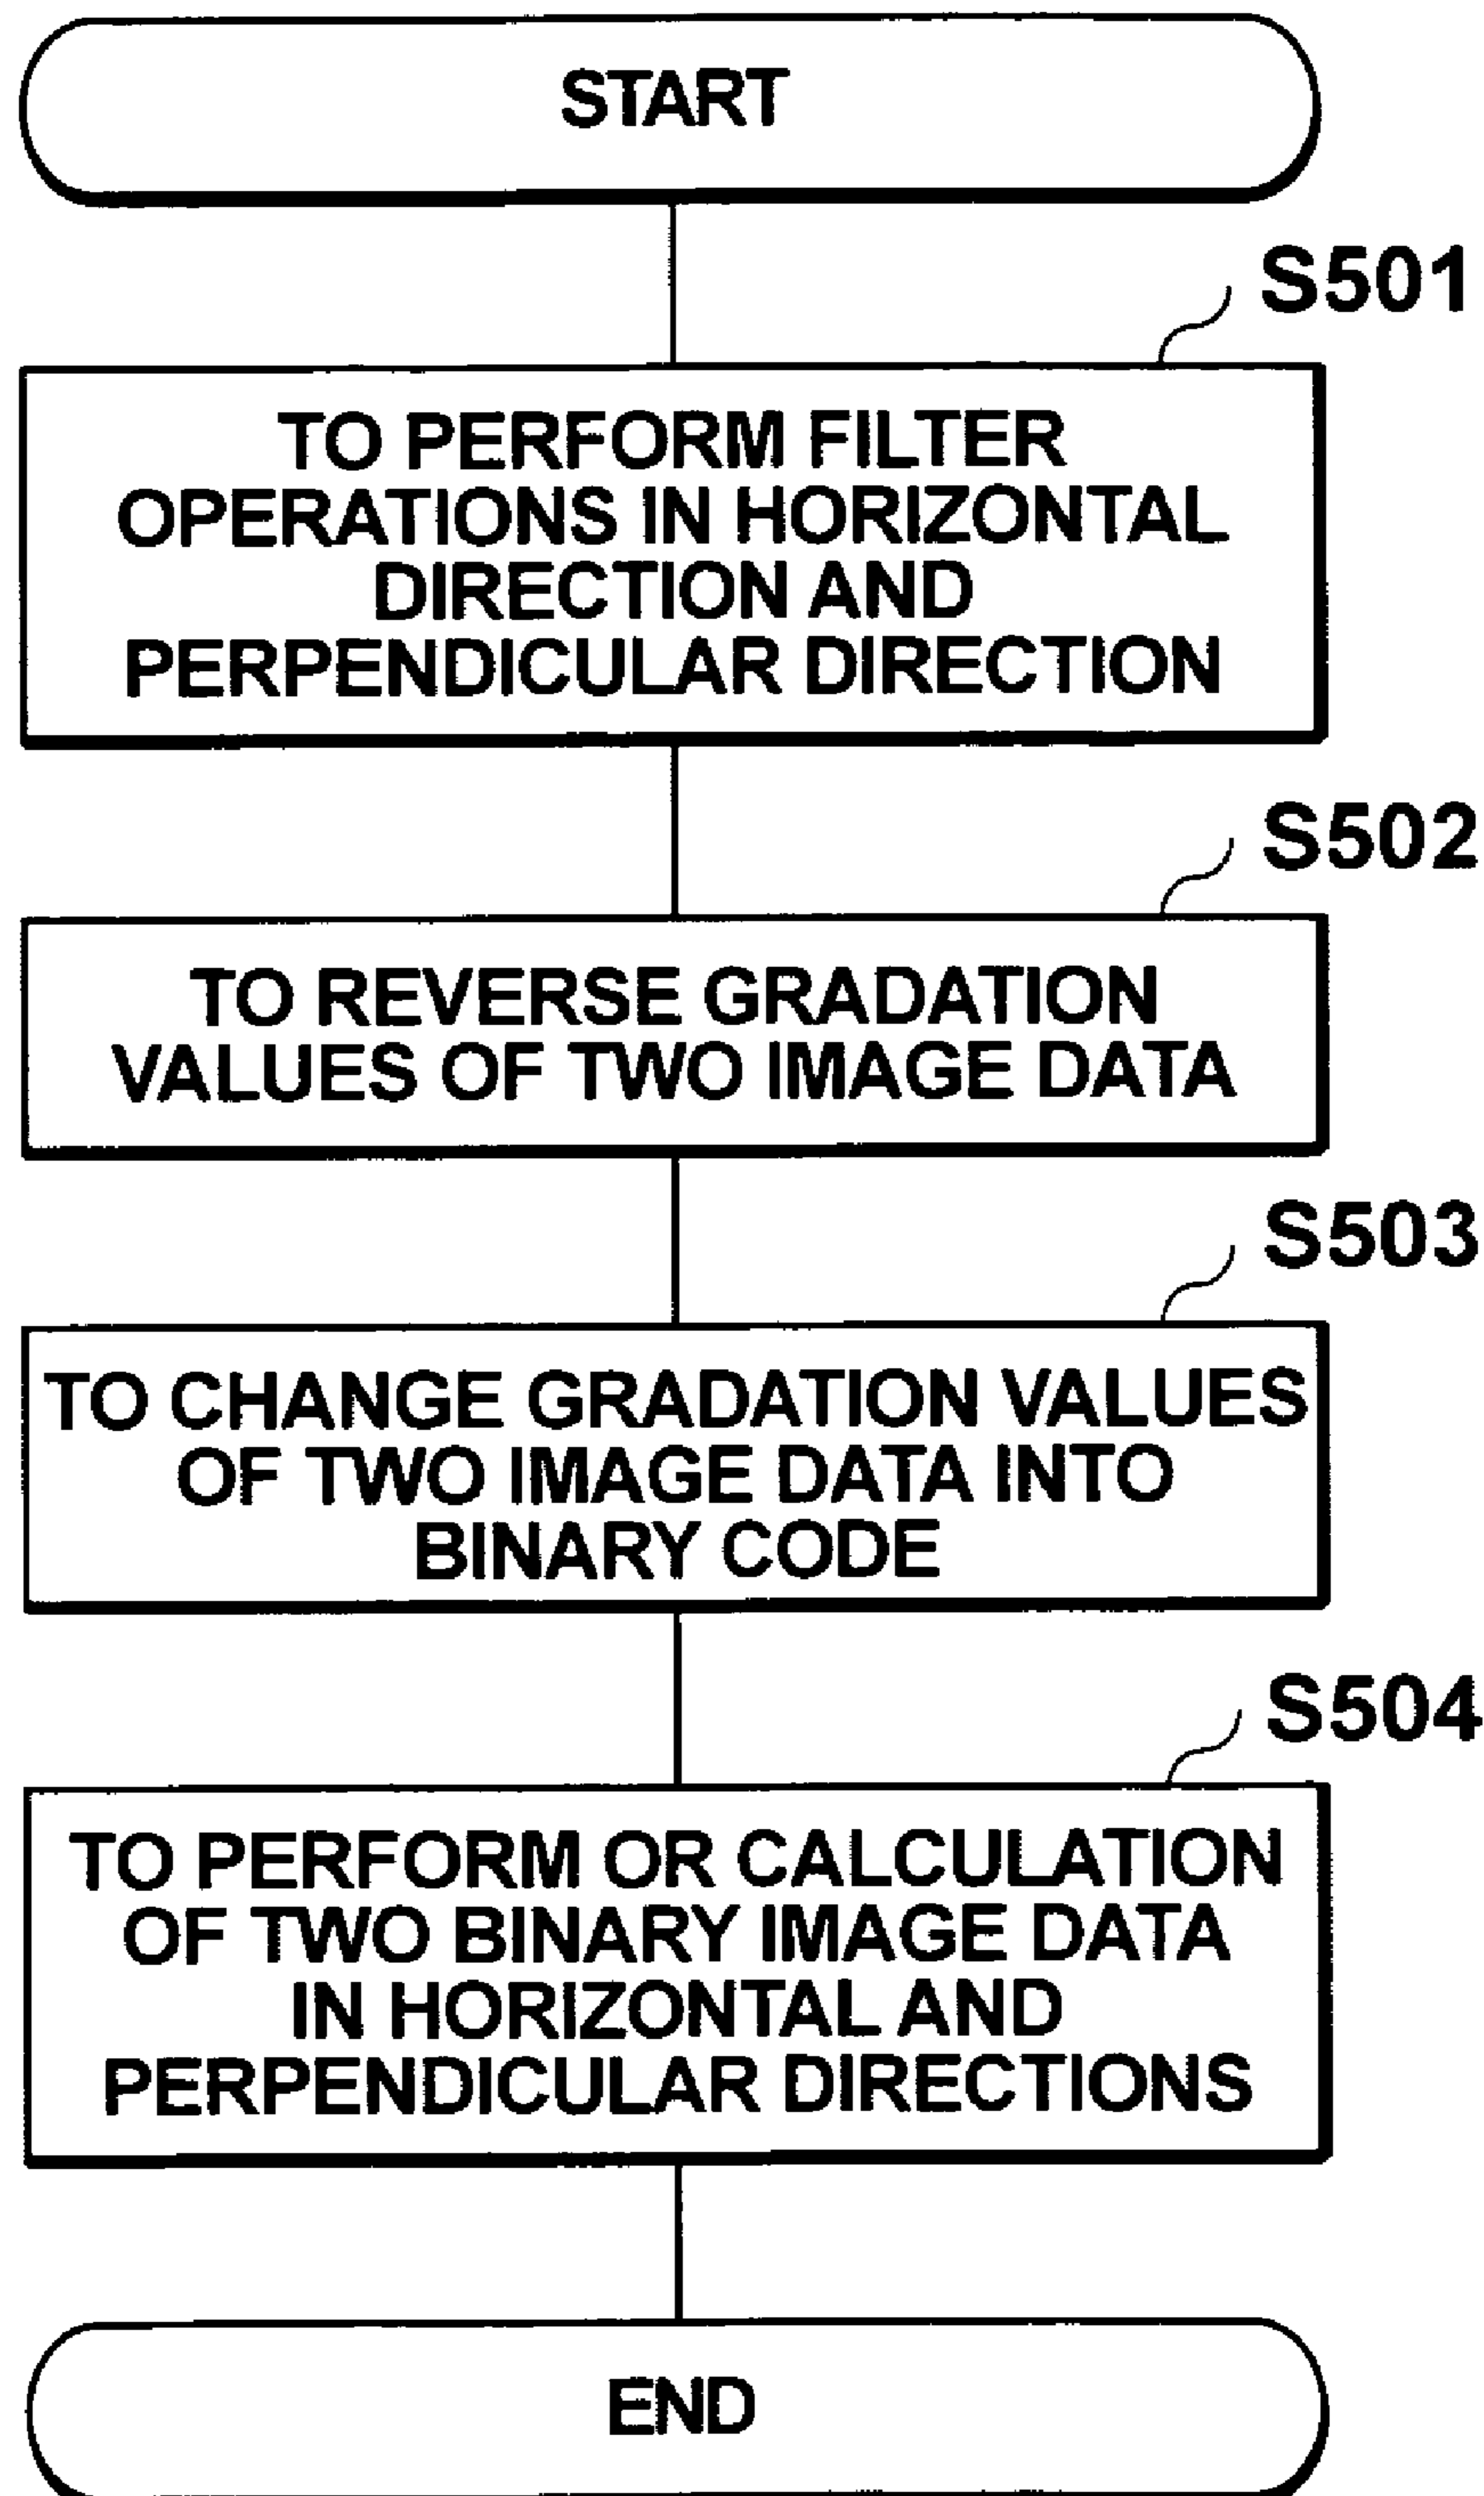 START
S501
TO PERFORM FILTER
OPERATIONS IN HORIZONTAL
DIRECTION AND
PERPENDICULAR DIRECTION
S502
TO REVERSE GRADATION
VALUES OF TWO IMAGE DATA
S503
TO CHANGE GRADATION VALUES
OF TWO IMAGE DATA INTO
BINARY CODE
S504
TO PERFORM OR CALCULATION
OF TWO BINARY IMAGE DATA
IN HORIZONTAL AND
PERPENDICULAR DIRECTIONS
END